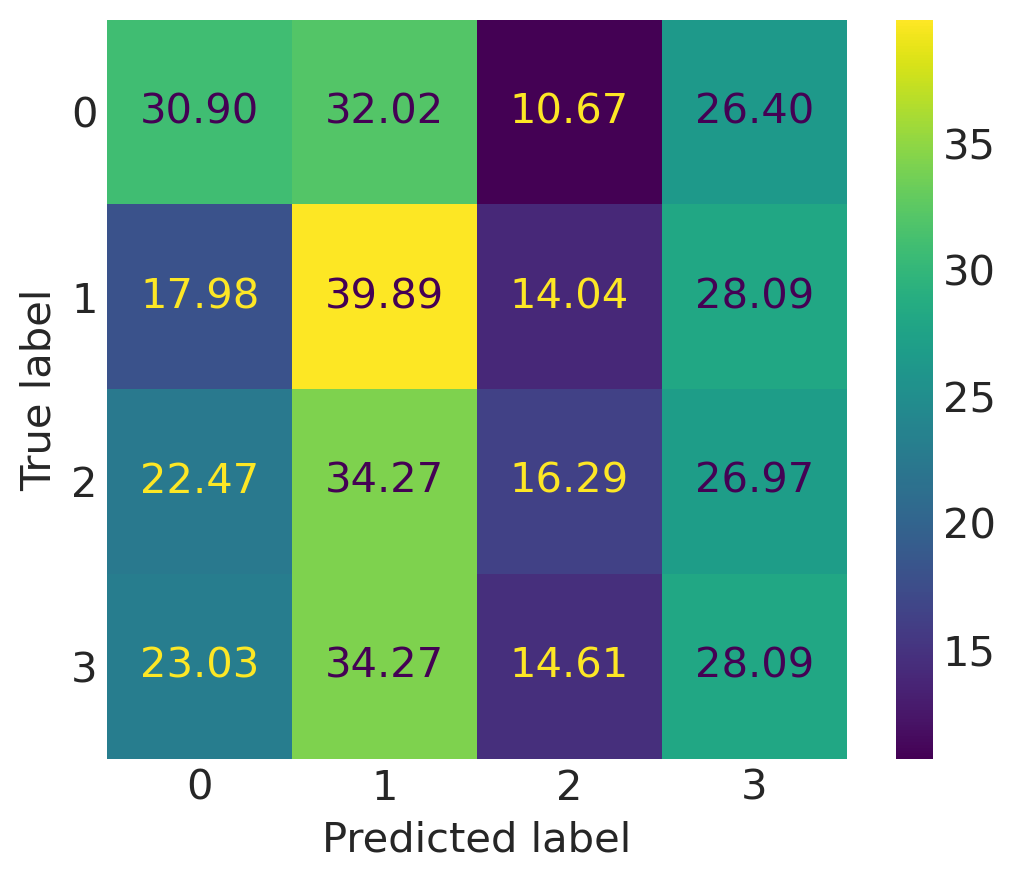 True label
0 30.90 32.02 10.67 26.40
1 17.98 39.89 14.04 28.09
2 22.47 34.27 16.29 26.97
3 23.03 34.27 14.61 28.09
0 1 2 3
Predicted label
35
30
25
20
15